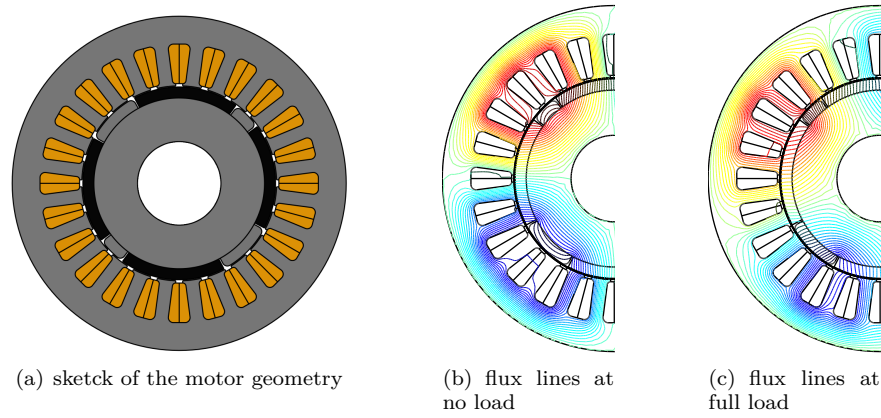 (a) sketck of the motor geometry
(b) flux lines at
no load
(c) flux lines at
full load